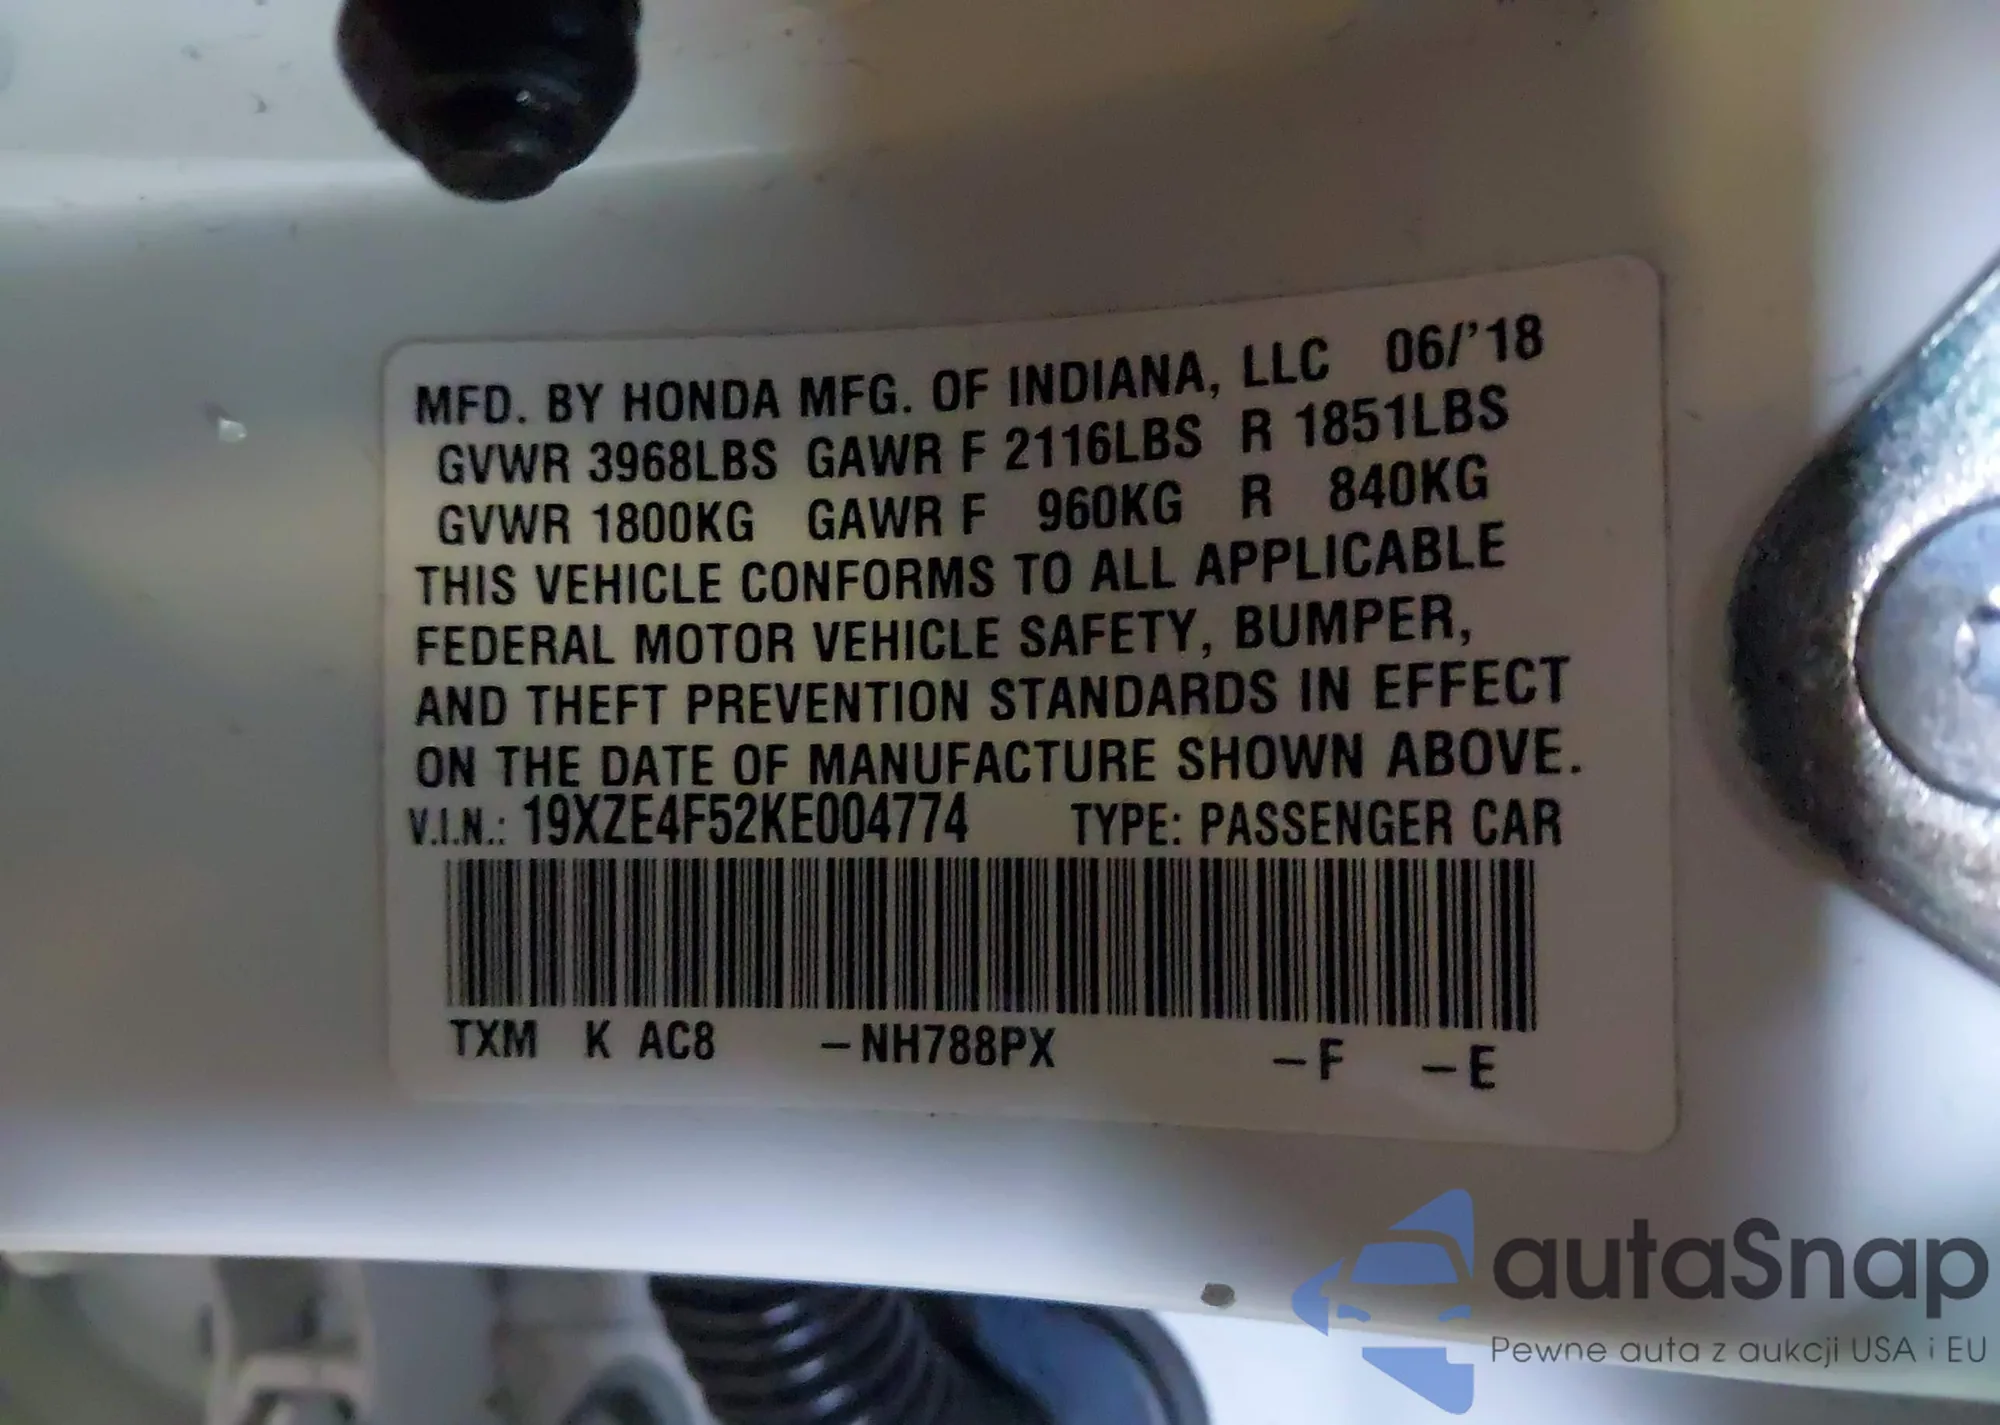 MFD. BY HONDA MFG. OF INDIANA, LLC 06/'18
GVWR 3968LBS GAWR F 2116LBS R 1851LBS
GVWR 1800KG GAWR F 960KG R 840KG
THIS VEHICLE CONFORMS TO ALL APPLICABLE
FEDERAL MOTOR VEHICLE SAFETY, BUMPER,
AND THEFT PREVENTION STANDARDS IN EFFECT
ON THE DATE OF MANUFACTURE SHOWN ABOVE.
V.I.N.: 19XZE4F52KE004774 TYPE: PASSENGER CAR
TXM K AC8 –NH788PX –F –E
autaSnap
Pewne auta z aukcji USA i EU